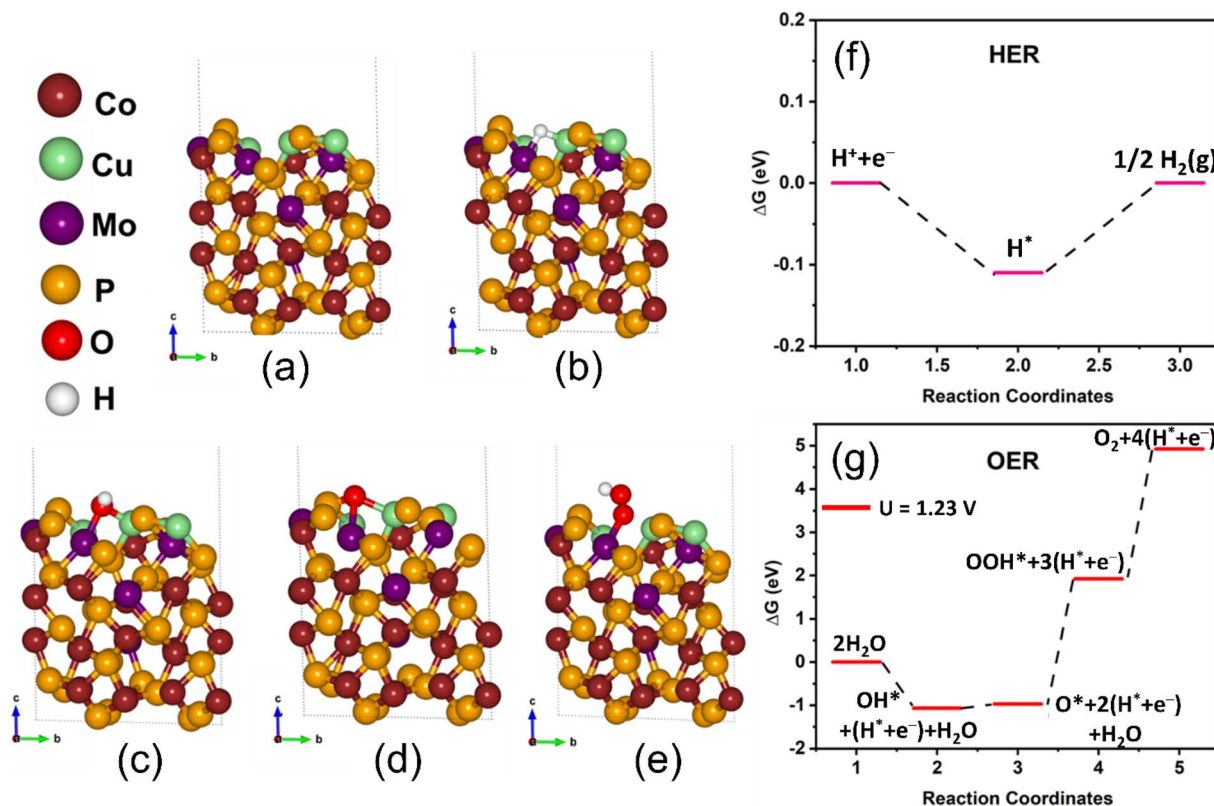 Co
Cu
Mo
P
O
H
c
b
a
(a)
c
b
a
(b)
c
b
a
(c)
c
b
a
(d)
c
b
a
(e)
(f)
HER
0.2
0.1
0.0
-0.1
-0.2
ΔG (eV)
H⁺+e⁻
H*
1/2 H₂(g)
1.0 1.5 2.0 2.5 3.0
Reaction Coordinates
(g)
OER
5
4
3
2
1
0
-1
-2
ΔG (eV)
U = 1.23 V
2H₂O
OH*
+(H*+e⁻)+H₂O
O*+2(H*+e⁻)
+H₂O
OOH*+3(H*+e⁻)
O₂+4(H*+e⁻)
1 2 3 4 5
Reaction Coordinates